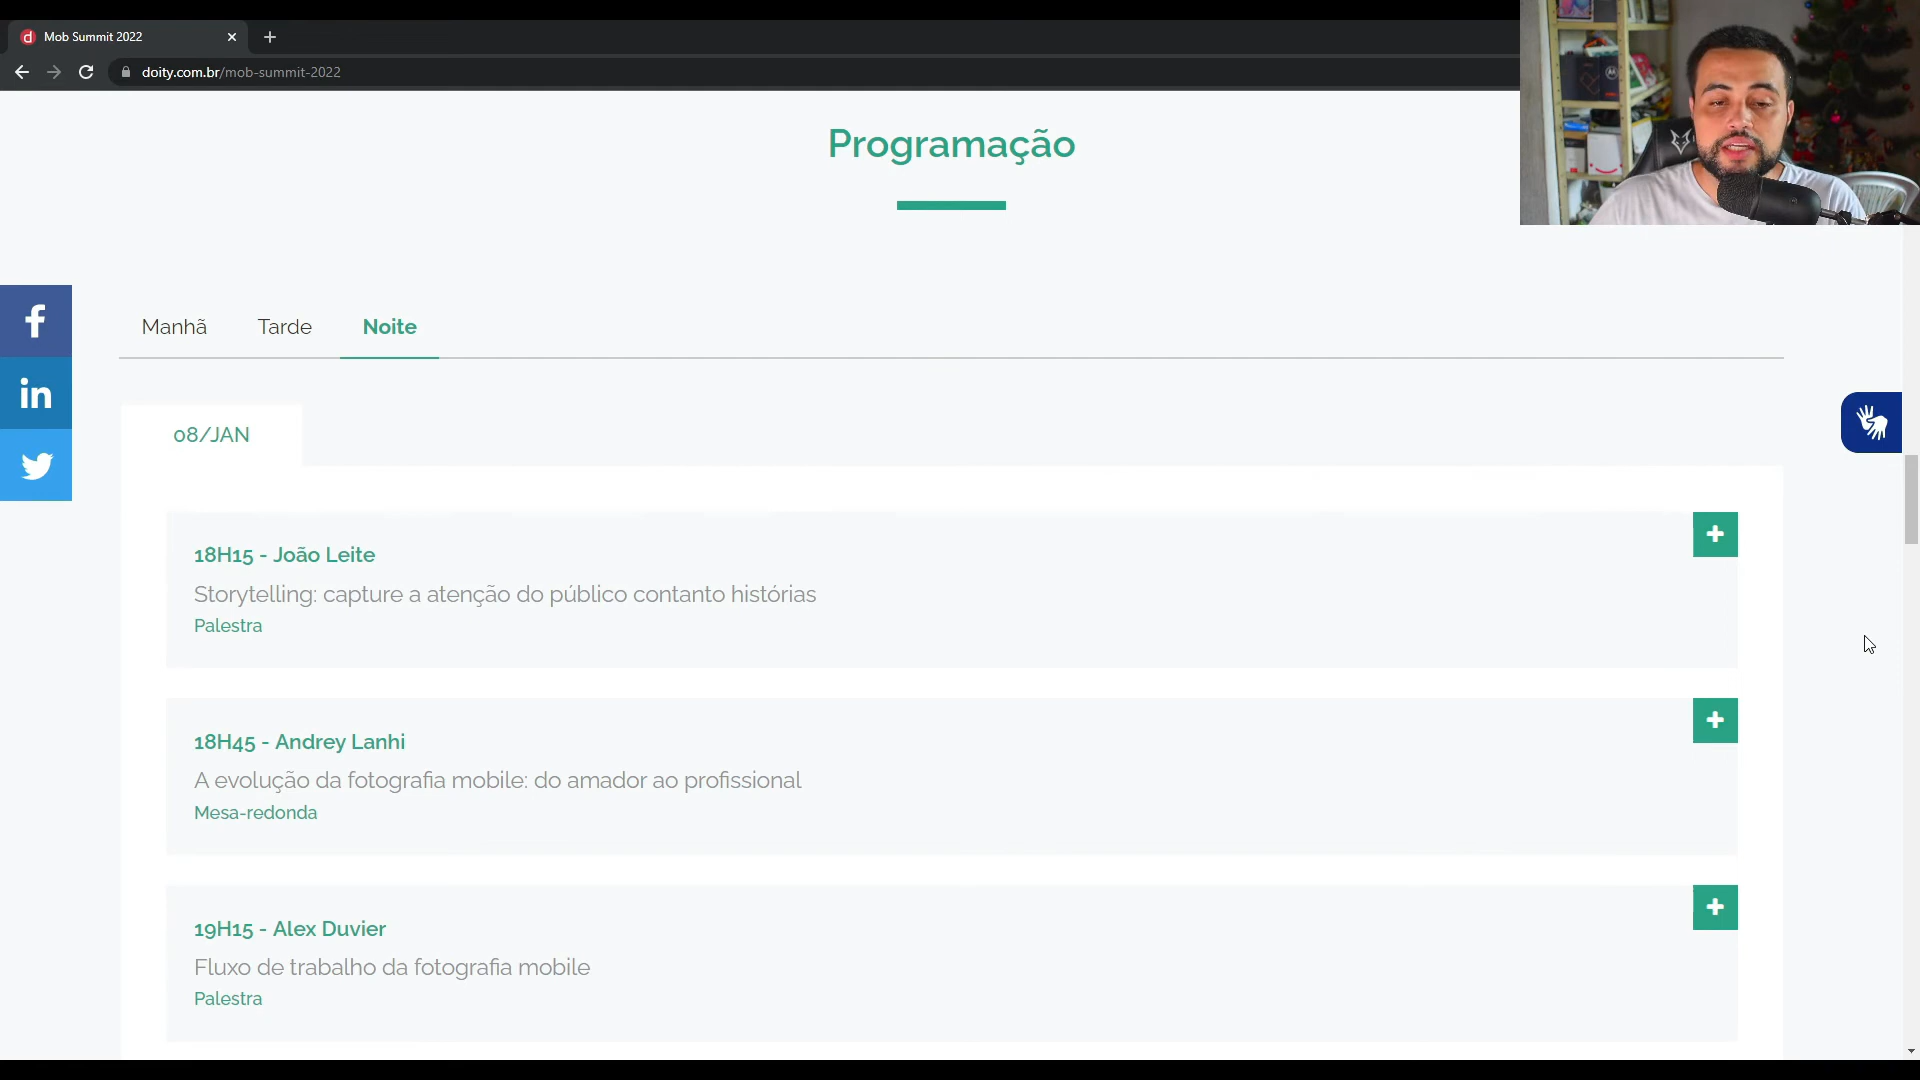 Mob Summit 2022
doity.com.br/mob-summit-2022
Programação
Manhã
Tarde
Noite
08/JAN
18H15 - João Leite
Storytelling: capture a atenção do público contanto histórias
Palestra
18H45 - Andrey Lanhi
A evolução da fotografia mobile: do amador ao profissional
Mesa-redonda
19H15 - Alex Duvier
Fluxo de trabalho da fotografia mobile
Palestra